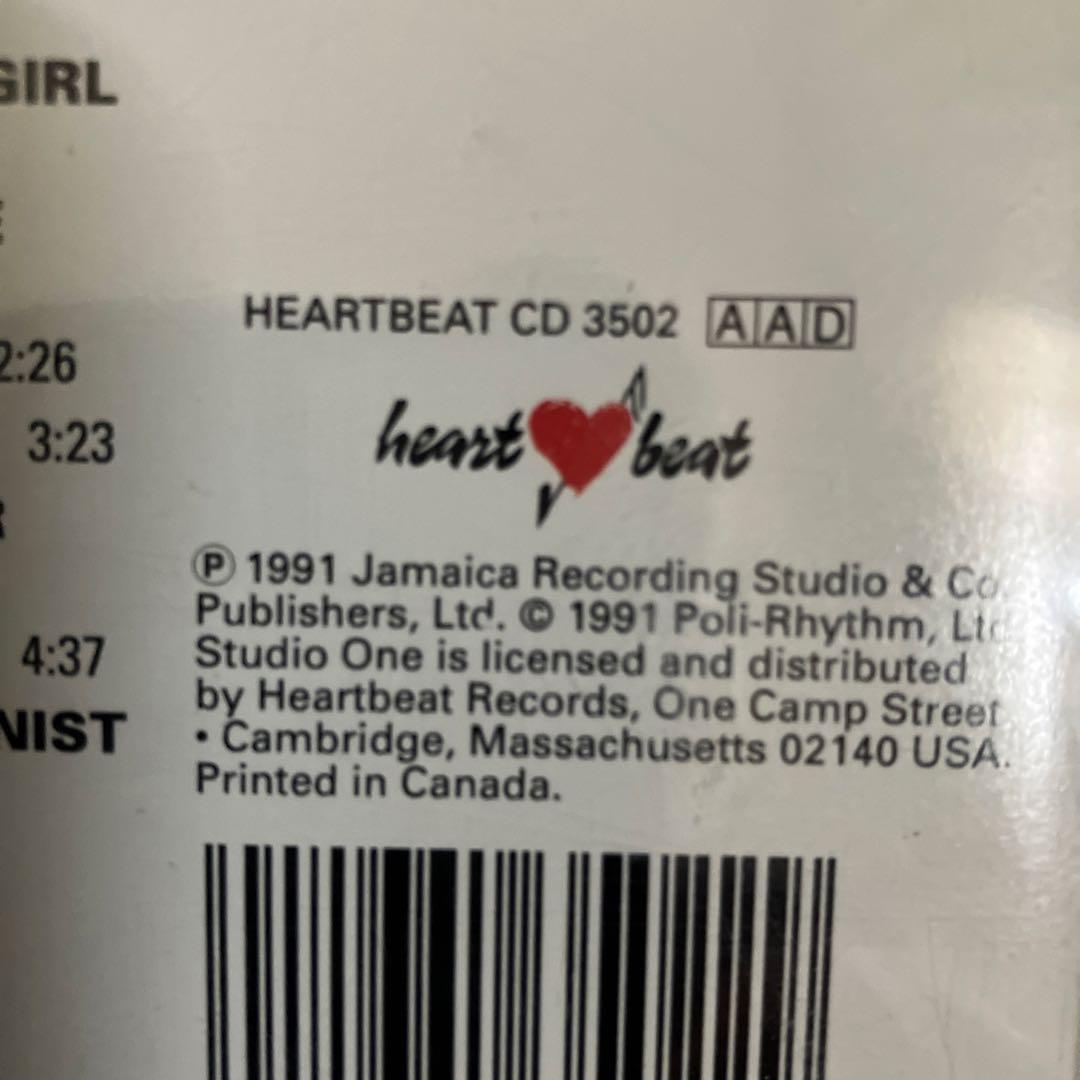 GIRL
HEARTBEAT CD 3502 AAD
2:26
heart beat
3:23
Ⓟ 1991 Jamaica Recording Studio & Co.
Publishers, Ltd. © 1991 Poli-Rhythm, Ltd.
Studio One is licensed and distributed
4:37
by Heartbeat Records, One Camp Street
NIST
• Cambridge, Massachusetts 02140 USA.
Printed in Canada.